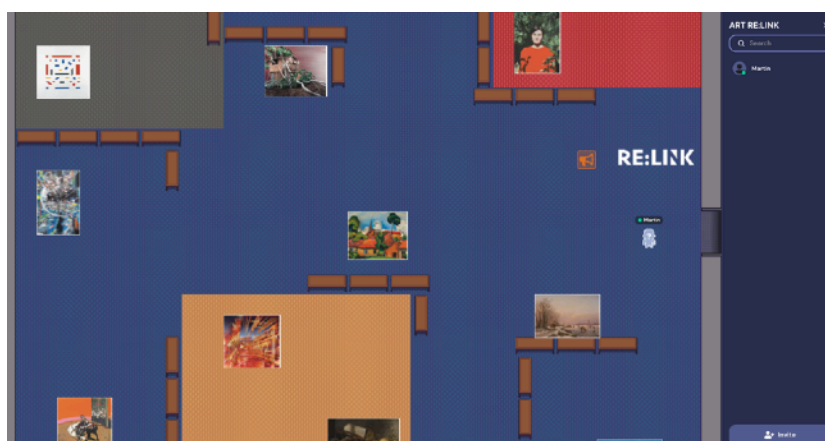 ART RE:LINK
Search
Martin
RE:LINK
Martin
Invite